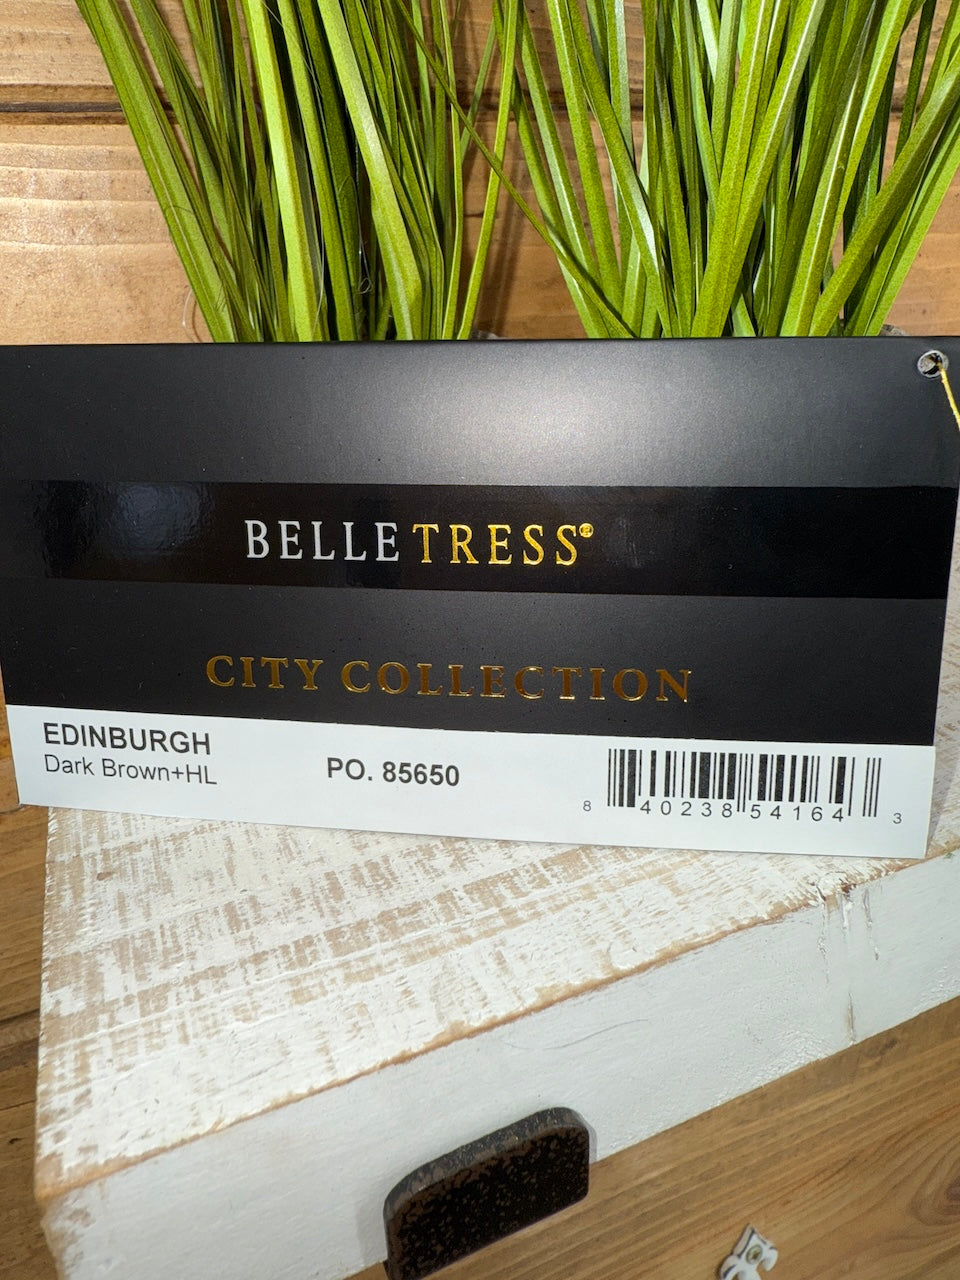 BELLETRESS®
CITY COLLECTION
EDINBURGH
Dark Brown+HL
PO. 85650
8 40238 54164 3